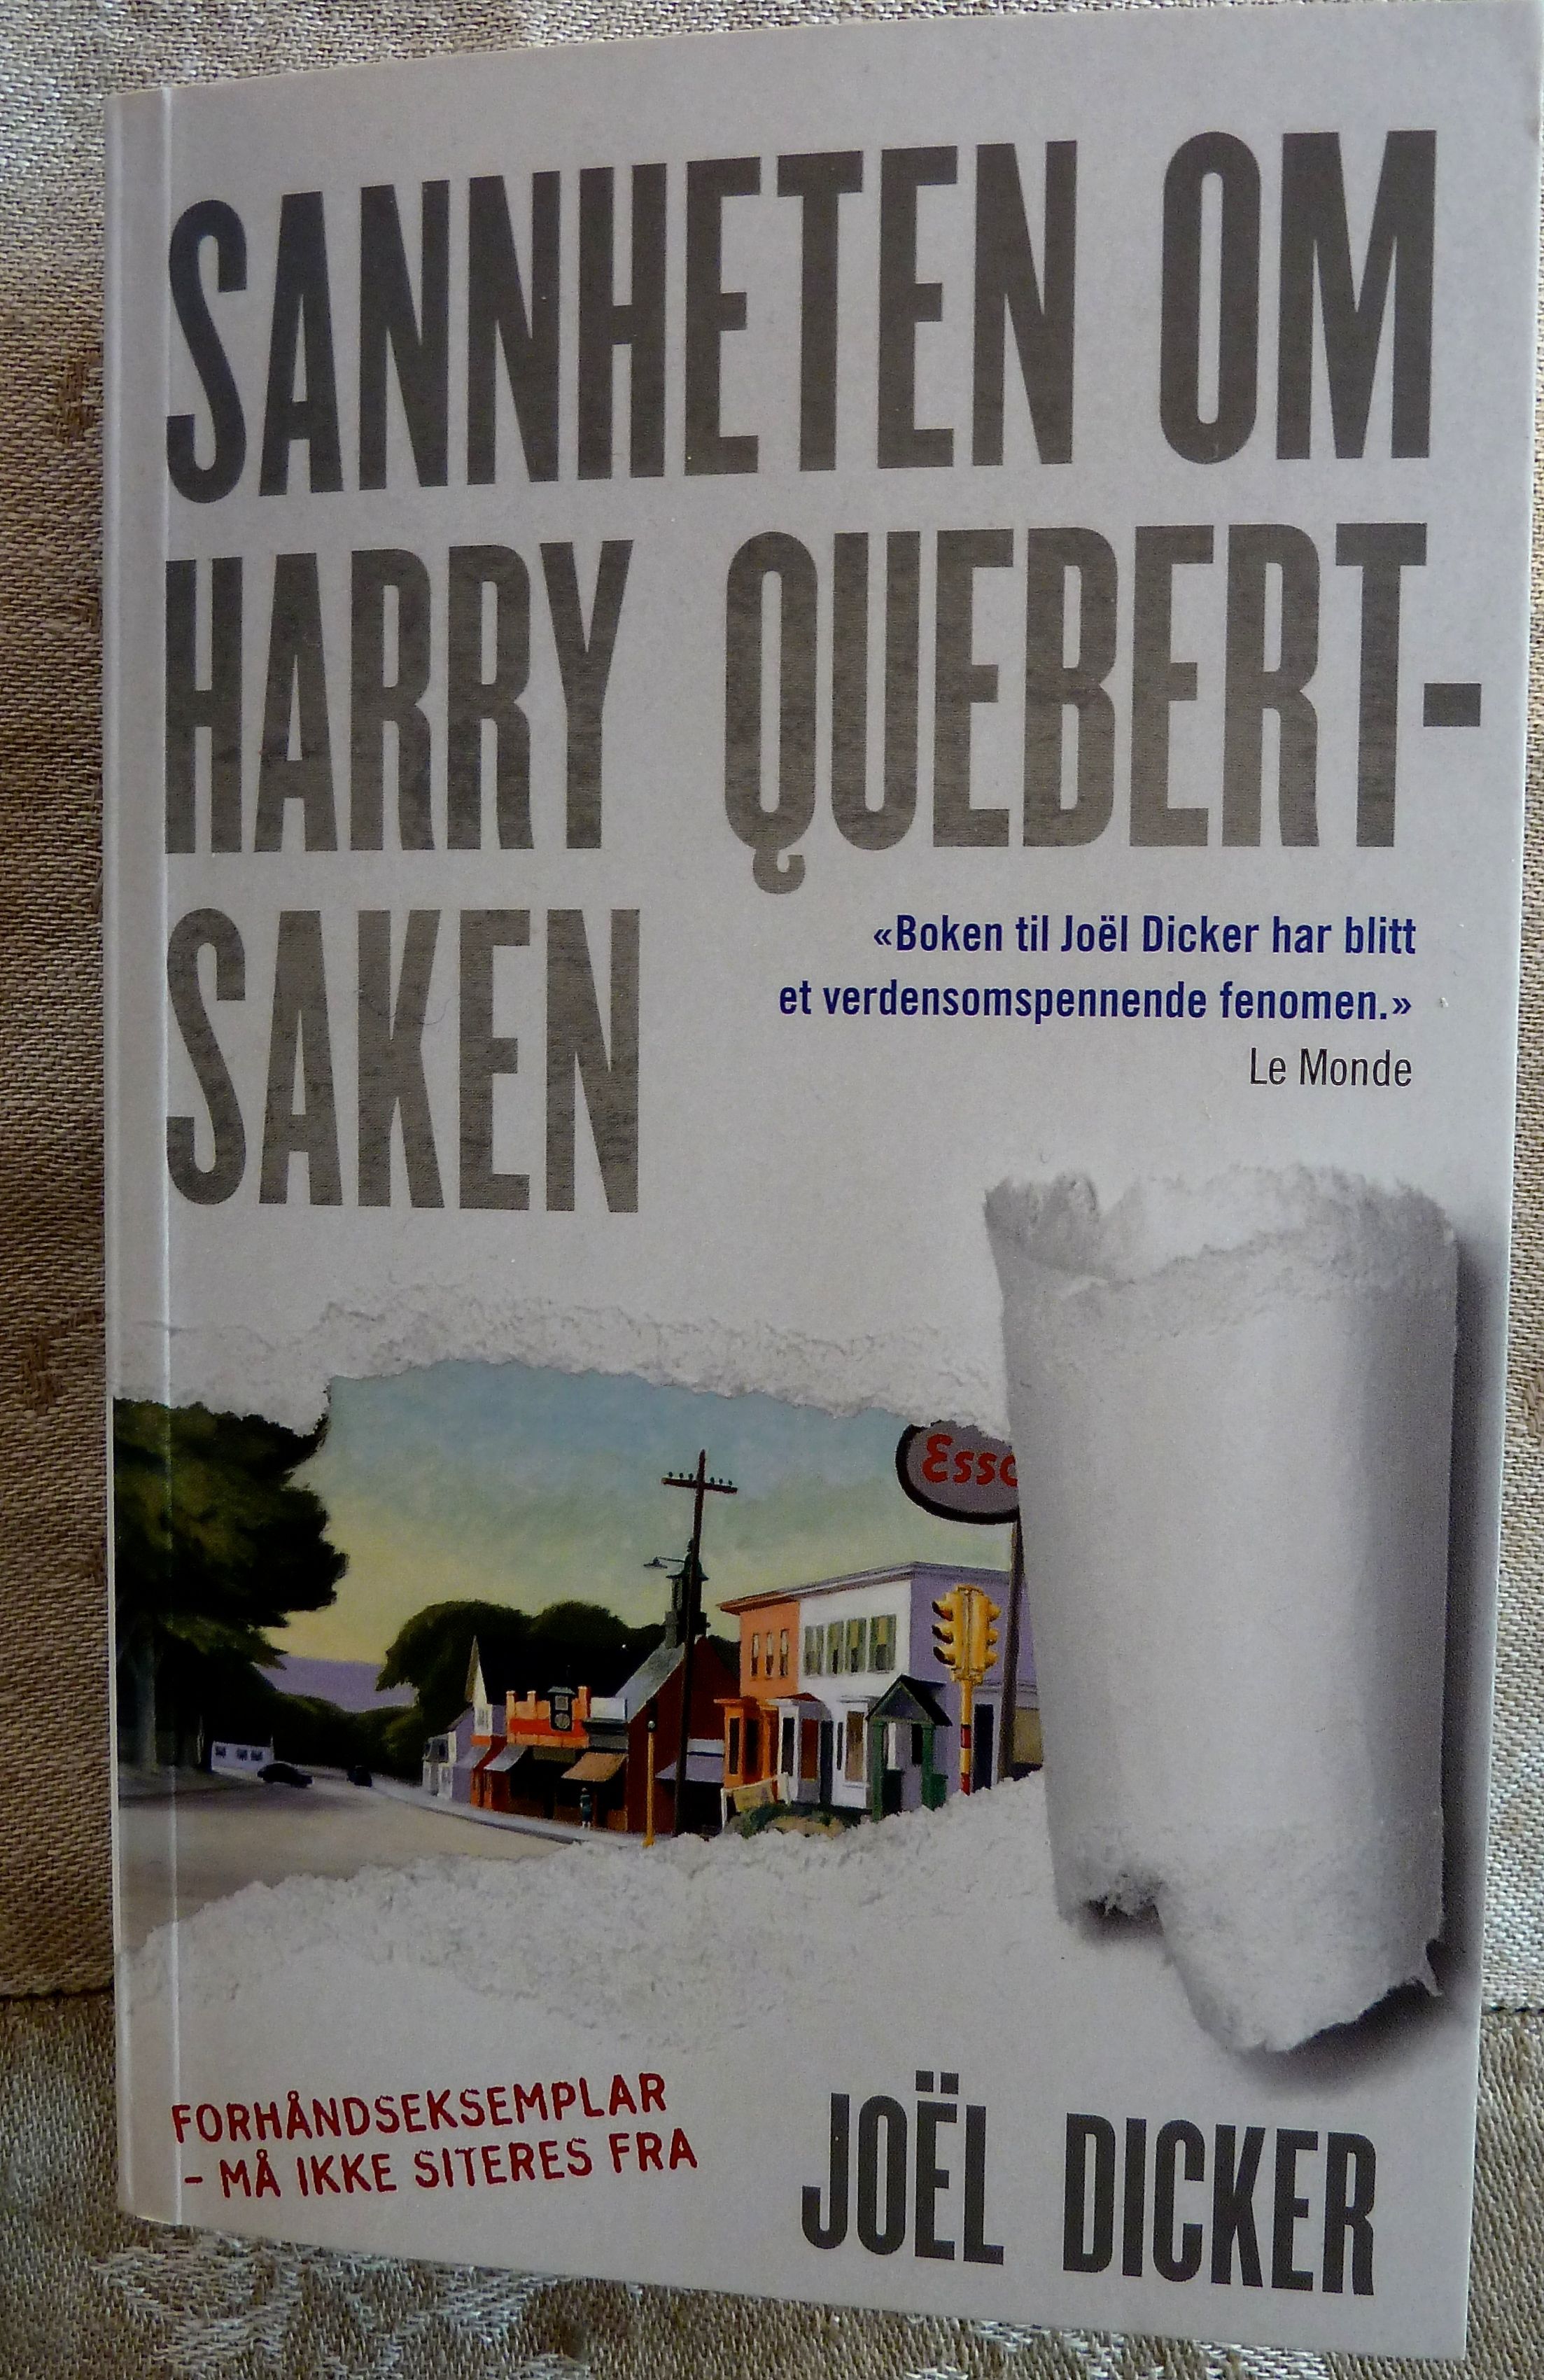 SANNHETEN OM
HARRY QUEBERT-
SAKEN
«Boken til Joël Dicker har blitt
et verdensomspennende fenomen.»
Le Monde
Esso
FORHÅNDSEKSEMPLAR
- MÅ IKKE SITERES FRA
JOËL DICKER